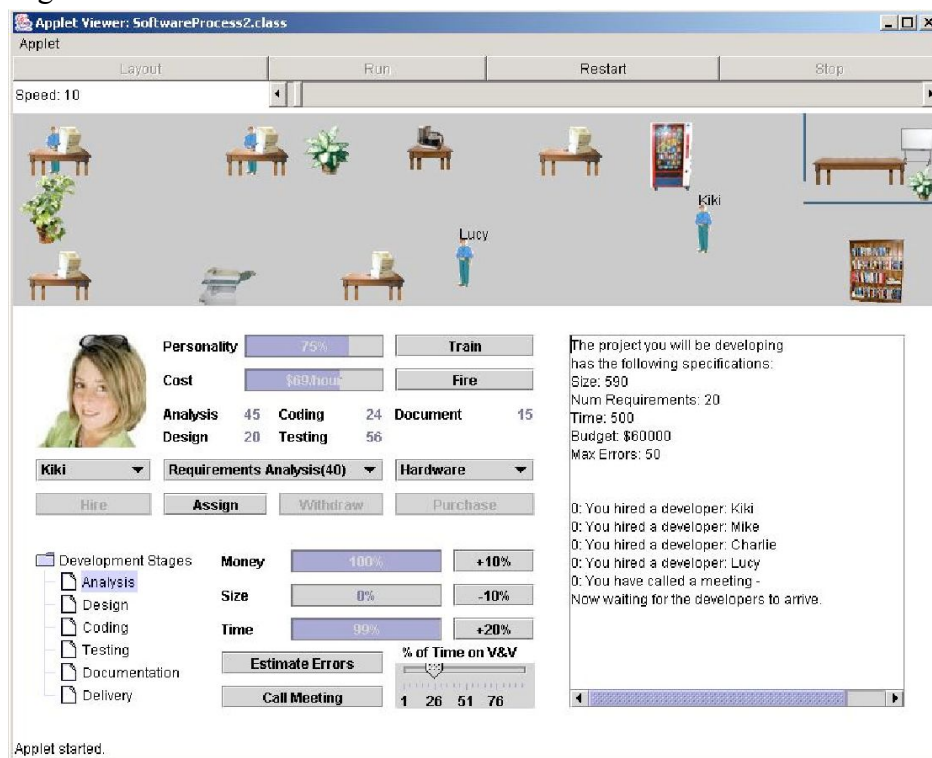 Applet Viewer: SoftwareProcess2.class
Applet
Layout Run Restart Stop
Speed: 10
Kiki
Lucy
Personality 75% Train
Cost $69/hour Fire
Analysis 45 Coding 24 Document 15
Design 20 Testing 56
Kiki Requirements Analysis(40) Hardware
Hire Assign Withdraw Purchase
Development Stages
Analysis
Design
Coding
Testing
Documentation
Delivery
Money 100% +10%
Size 0% -10%
Time 99% +20%
Estimate Errors
Call Meeting
% of Time on V&V
1 26 51 76
The project you will be developing
has the following specifications:
Size: 590
Num Requirements: 20
Time: 500
Budget: $60000
Max Errors: 50
0: You hired a developer: Kiki
0: You hired a developer: Mike
0: You hired a developer: Charlie
0: You hired a developer: Lucy
0: You have called a meeting -
Now waiting for the developers to arrive.
Applet started.